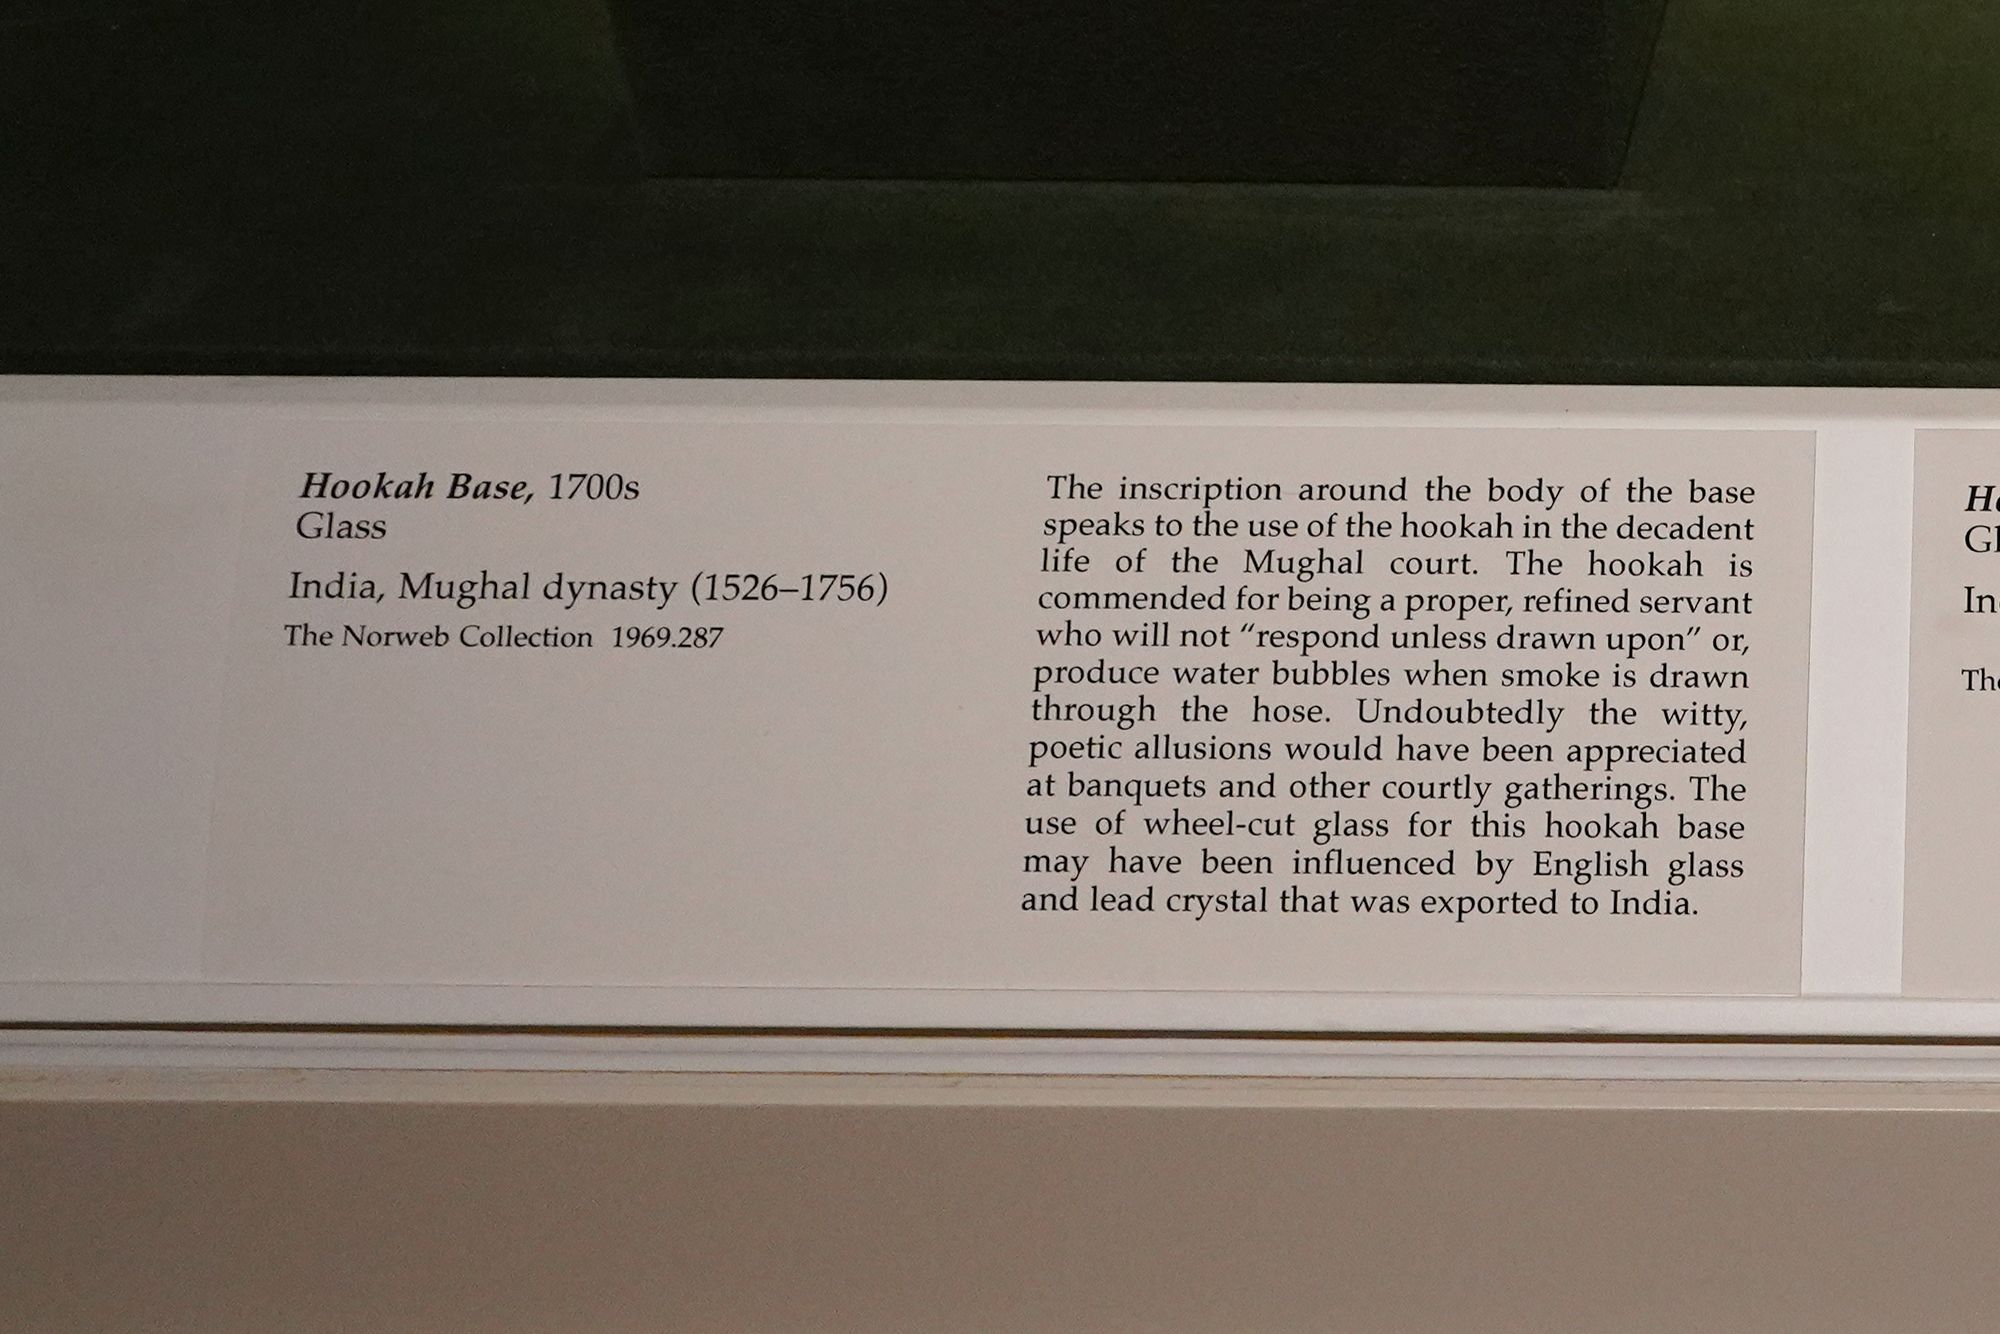 Hookah Base, 1700s
Glass
India, Mughal dynasty (1526–1756)
The Norweb Collection 1969.287
The inscription around the body of the base
speaks to the use of the hookah in the decadent
life of the Mughal court. The hookah is
commended for being a proper, refined servant
who will not “respond unless drawn upon” or,
produce water bubbles when smoke is drawn
through the hose. Undoubtedly the witty,
poetic allusions would have been appreciated
at banquets and other courtly gatherings. The
use of wheel-cut glass for this hookah base
may have been influenced by English glass
and lead crystal that was exported to India.